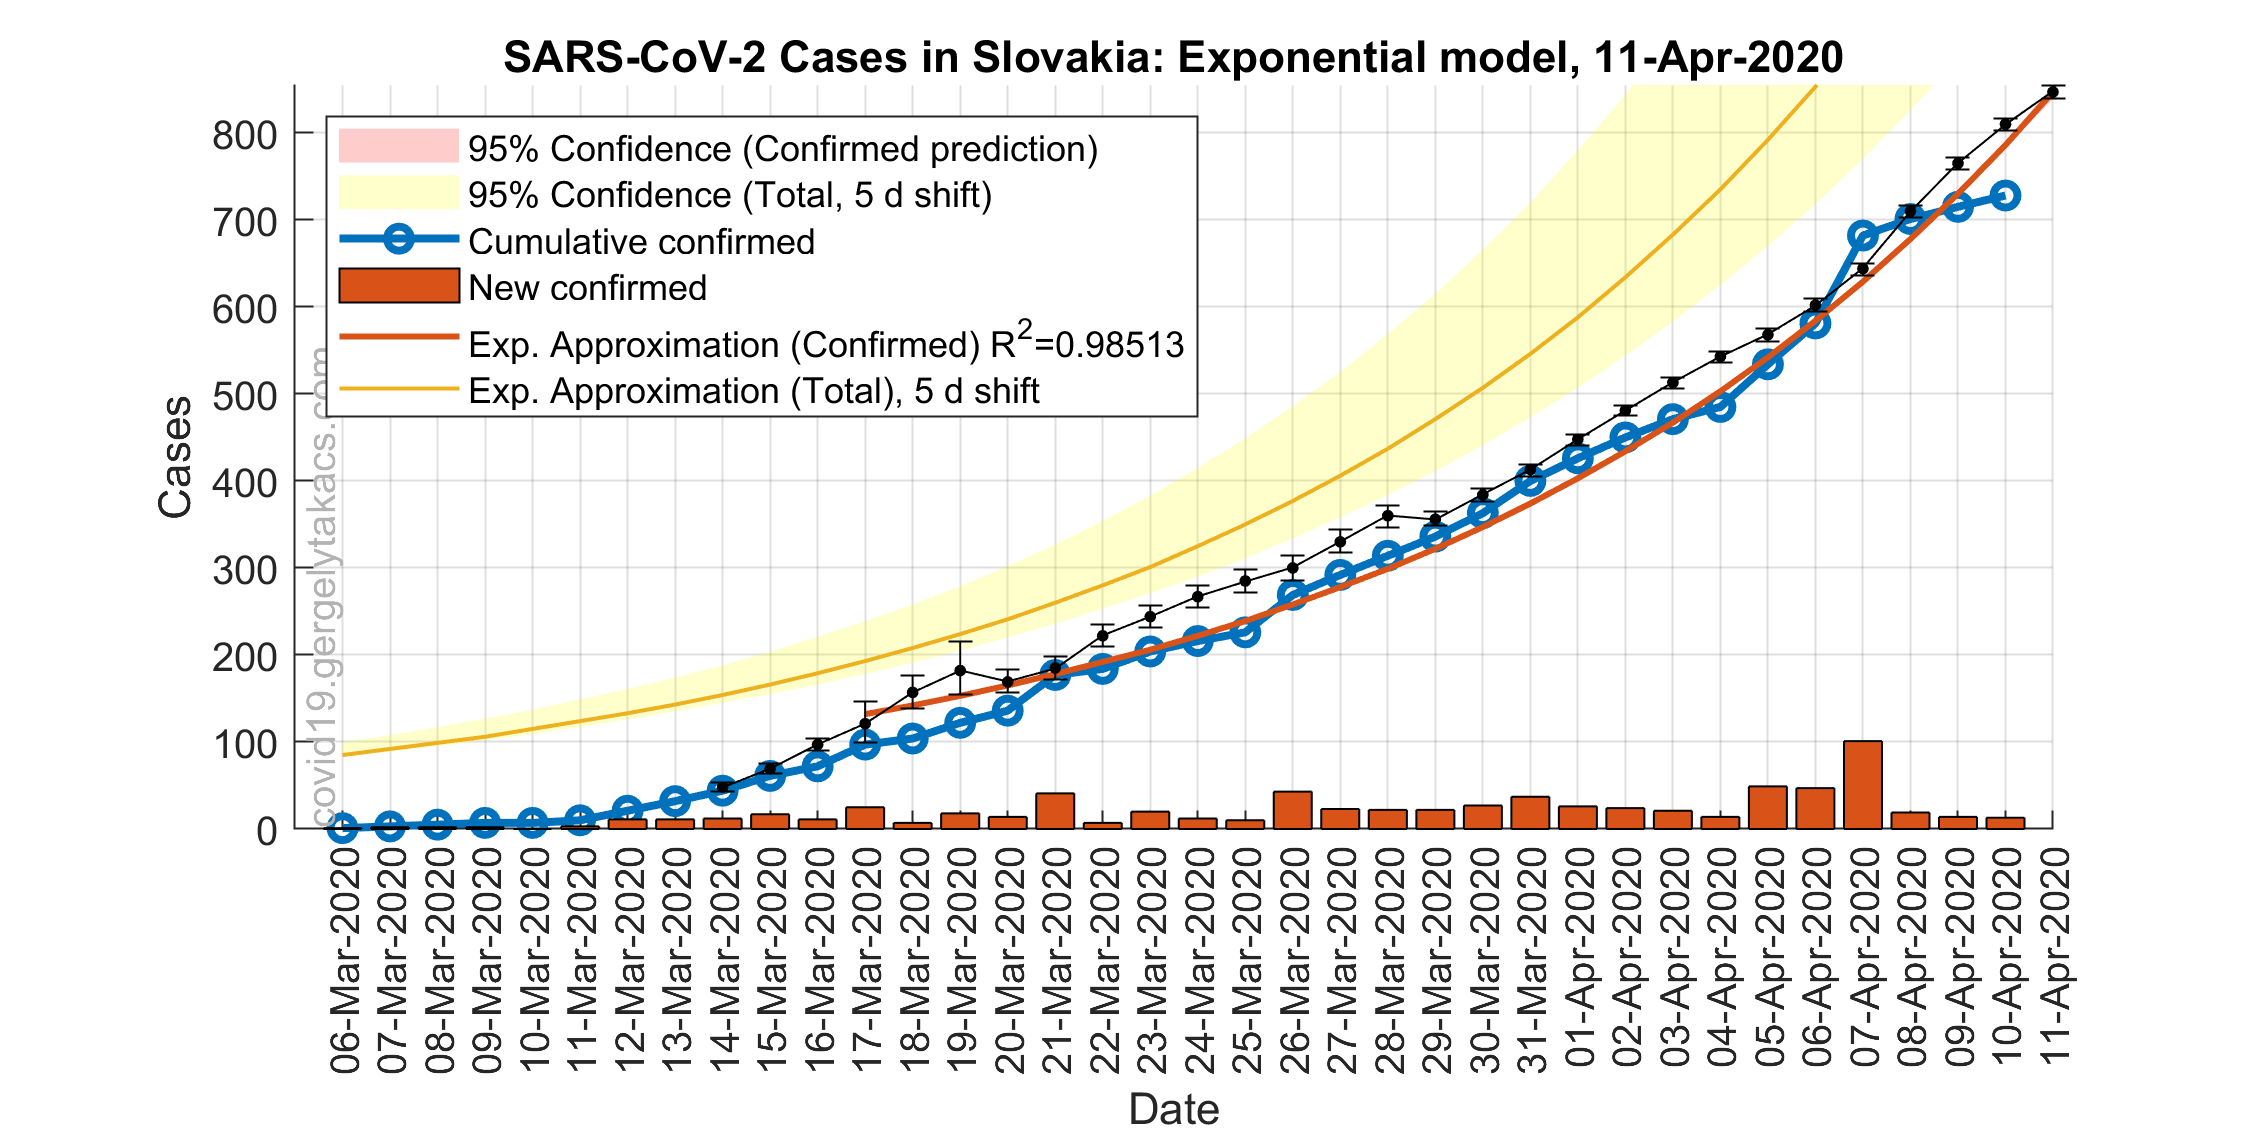 SARS-CoV-2 Cases in Slovakia: Exponential model, 11-Apr-2020
95% Confidence (Confirmed prediction)
95% Confidence (Total, 5 d shift)
Cumulative confirmed
New confirmed
Exp. Approximation (Confirmed) R²=0.98513
Exp. Approximation (Total), 5 d shift
covid19.gergelytakacs.com
Cases
800
700
600
500
400
300
200
100
0
06-Mar-2020
07-Mar-2020
08-Mar-2020
09-Mar-2020
10-Mar-2020
11-Mar-2020
12-Mar-2020
13-Mar-2020
14-Mar-2020
15-Mar-2020
16-Mar-2020
17-Mar-2020
18-Mar-2020
19-Mar-2020
20-Mar-2020
21-Mar-2020
22-Mar-2020
23-Mar-2020
24-Mar-2020
25-Mar-2020
26-Mar-2020
27-Mar-2020
28-Mar-2020
29-Mar-2020
30-Mar-2020
31-Mar-2020
01-Apr-2020
02-Apr-2020
03-Apr-2020
04-Apr-2020
05-Apr-2020
06-Apr-2020
07-Apr-2020
08-Apr-2020
09-Apr-2020
10-Apr-2020
11-Apr-2020
Date